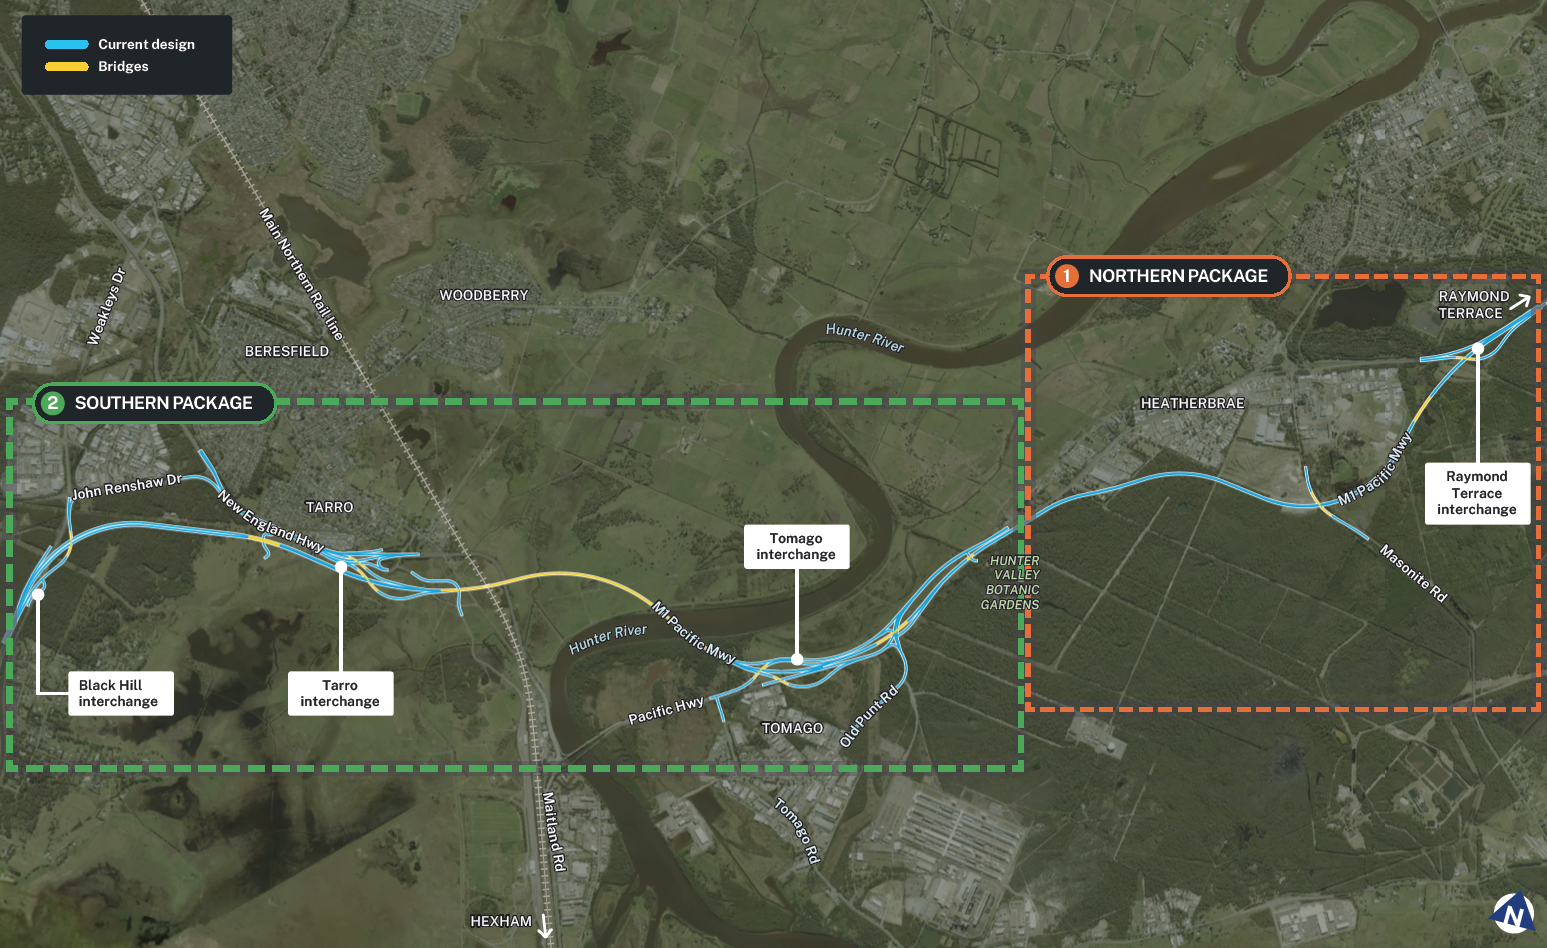 Current design
Bridges
Main Northern Rail line
Weakleys Dr
WOODBERRY
BERESFIELD
Hunter River
1 NORTHERN PACKAGE
RAYMOND
TERRACE
HEATHERBRAE
2 SOUTHERN PACKAGE
John Renshaw Dr
New England Hwy
TARRO
M1 Pacific Mwy
Raymond
Terrace
interchange
Tomago
interchange
HUNTER
VALLEY
BOTANIC
GARDENS
Masonite Rd
Hunter River
M1 Pacific Mwy
Black Hill
interchange
Tarro
interchange
Pacific Hwy
Old Punt Rd
TOMAGO
Maitland Rd
Tomago Rd
HEXHAM
N